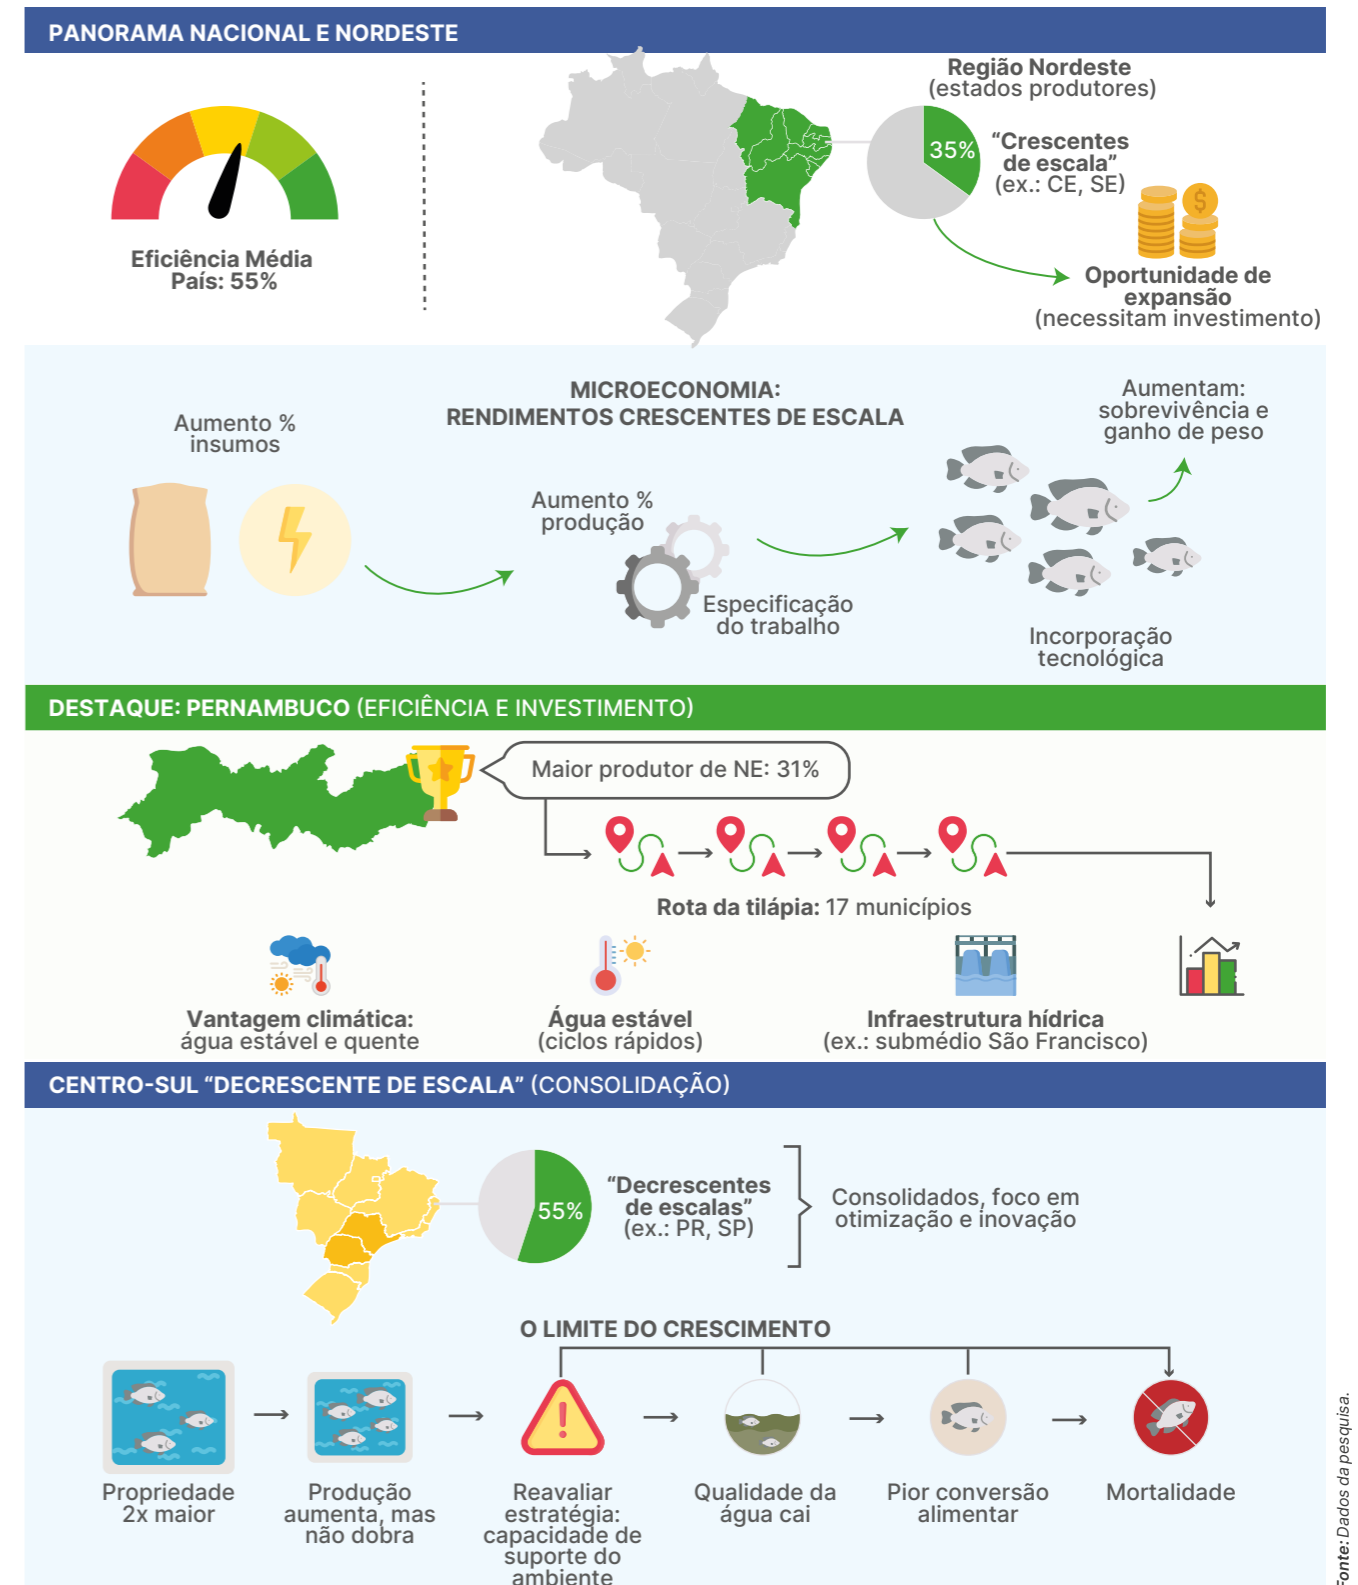 PANORAMA NACIONAL E NORDESTE
Eficiência Média
País: 55%
Região Nordeste
(estados produtores)
35%
“Crescentes
de escala”
(ex.: CE, SE)
$
Oportunidade de
expansão
(necessitam investimento)
MICROECONOMIA:
RENDIMENTOS CRESCENTES DE ESCALA
Aumento %
insumos
Aumento %
produção
Especificação
do trabalho
Aumentam:
sobrevivência e
ganho de peso
Incorporação
tecnológica
DESTAQUE: PERNAMBUCO (EFICIÊNCIA E INVESTIMENTO)
Maior produtor de NE: 31%
Rota da tilápia: 17 municípios
Vantagem climática:
água estável e quente
Água estável
(ciclos rápidos)
Infraestrutura hídrica
(ex.: submédio São Francisco)
CENTRO-SUL “DECRESCENTE DE ESCALA” (CONSOLIDAÇÃO)
55%
“Decrescentes
de escalas”
(ex.: PR, SP)
Consolidados, foco em
otimização e inovação
O LIMITE DO CRESCIMENTO
Propriedade
2x maior
Produção
aumenta, mas
não dobra
!
Reavaliar
estratégia:
capacidade de
suporte do
ambiente
Qualidade da
água cai
Pior conversão
alimentar
Mortalidade
Fonte: Dados da pesquisa.